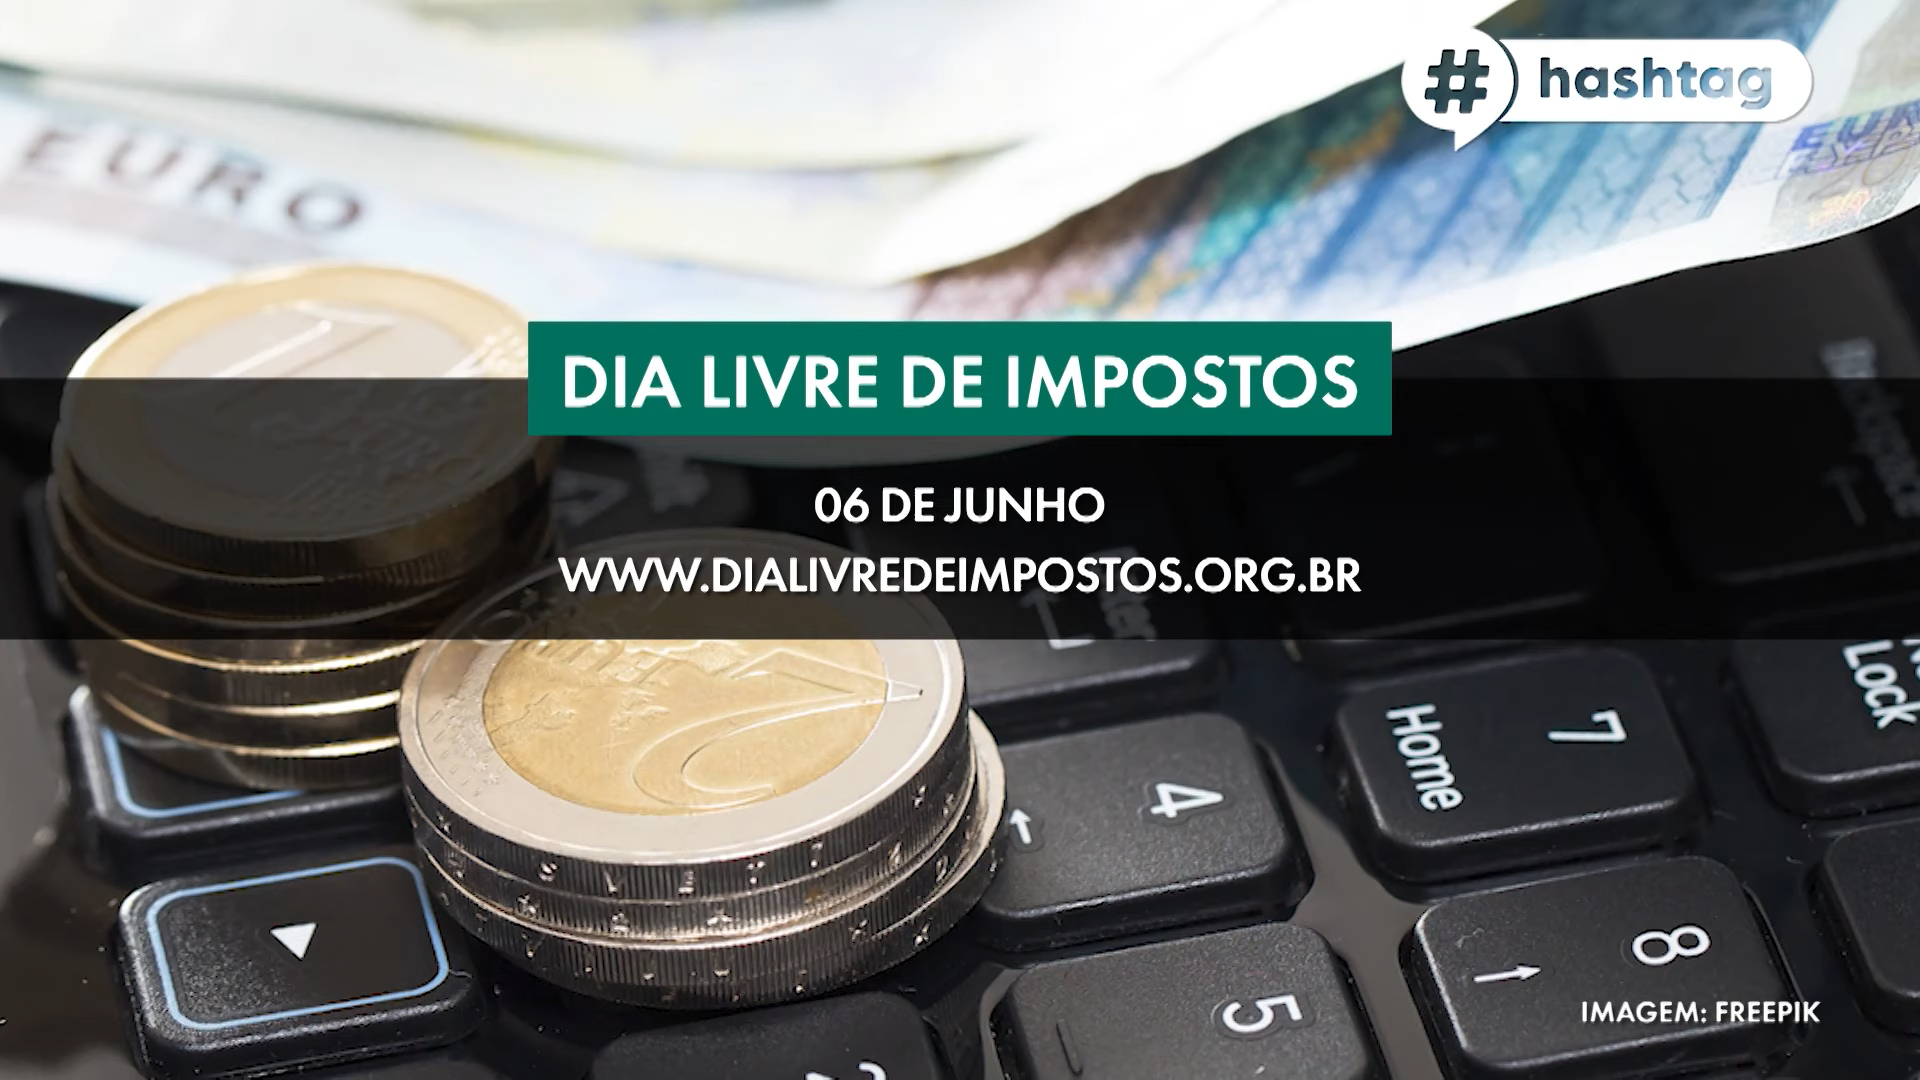 # hashtag
EURO
DIA LIVRE DE IMPOSTOS
06 DE JUNHO
WWW.DIALIVREDEIMPOSTOS.ORG.BR
Lock
Home
7
4
8
5
2
IMAGEM: FREEPIK